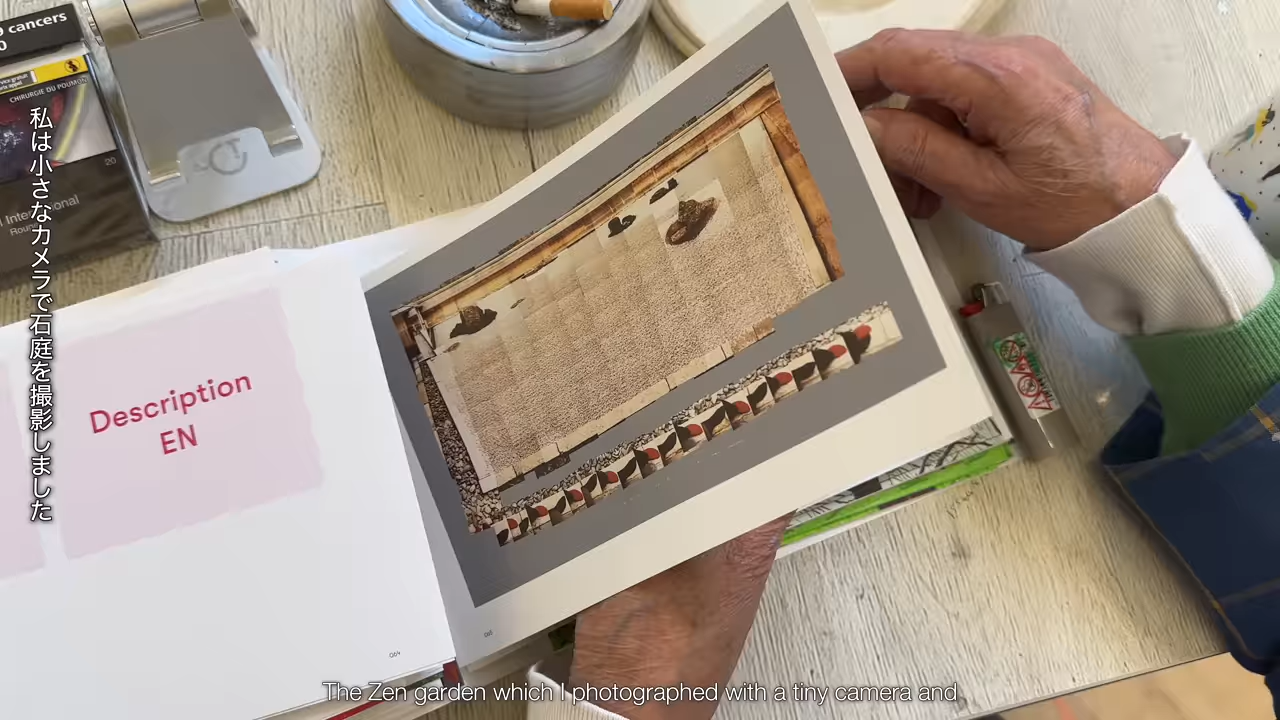 cancers
CHIRURGIE DU POUMON
20
私は小さなカメラで石庭を撮影しました
Description
EN
The Zen garden which I photographed with a tiny camera and